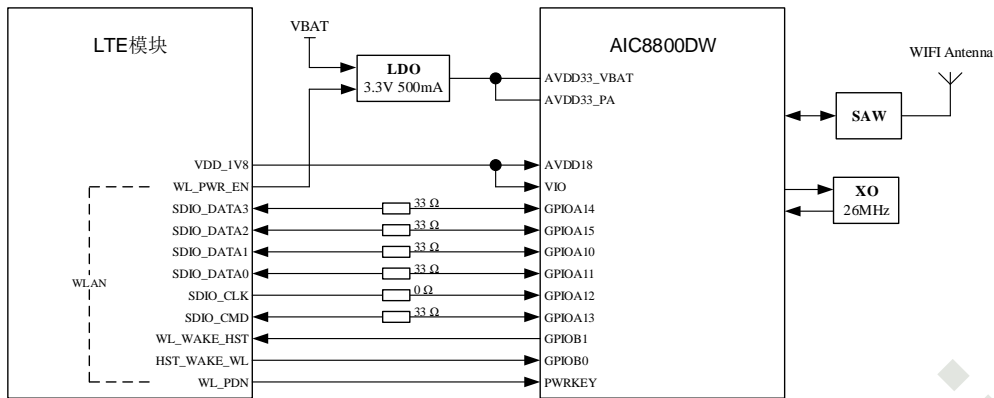 LTE模块
VBAT
LDO
3.3V 500mA
AIC8800DW
AVDD33_VBAT
AVDD33_PA
WIFI Antenna
SAW
XO
26MHz
VDD_1V8
AVDD18
WL_PWR_EN
VIO
SDIO_DATA3
33 Ω
GPIOA14
SDIO_DATA2
33 Ω
GPIOA15
SDIO_DATA1
33 Ω
GPIOA10
SDIO_DATA0
33 Ω
GPIOA11
WLAN
SDIO_CLK
0 Ω
GPIOA12
SDIO_CMD
33 Ω
GPIOA13
WL_WAKE_HST
GPIOB1
HST_WAKE_WL
GPIOB0
WL_PDN
PWRKEY